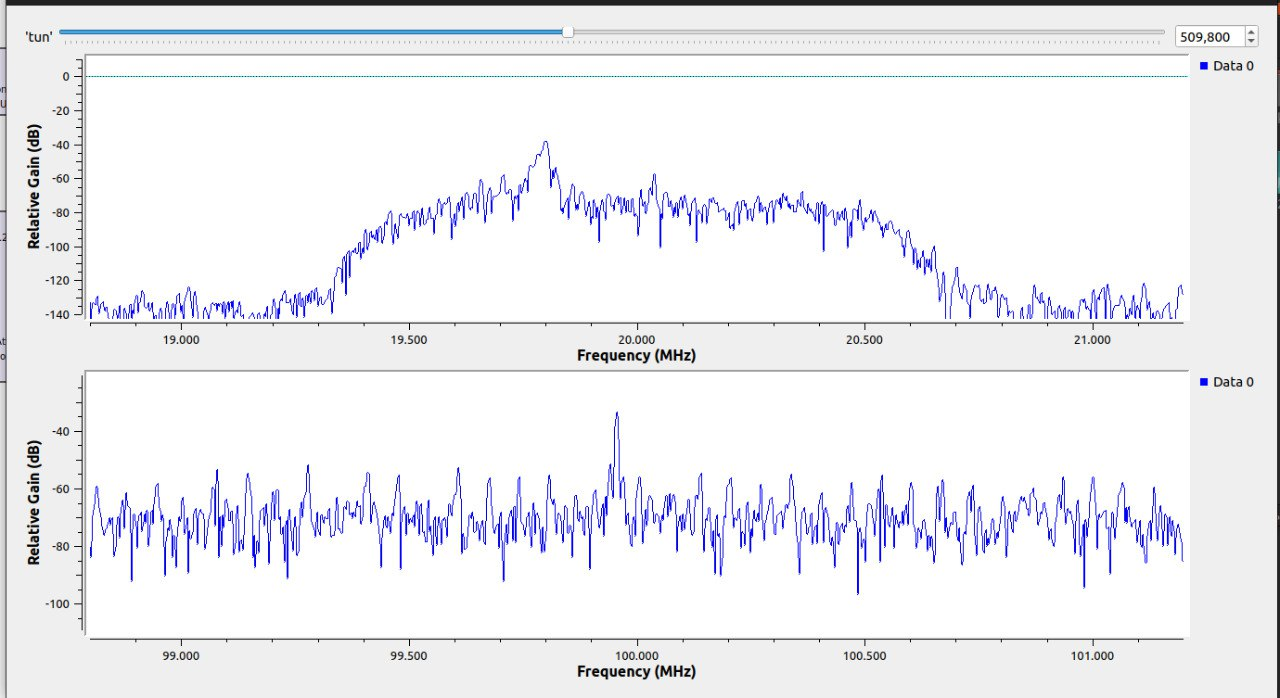 'tun' 509,800
Data 0
Relative Gain (dB)
0
-20
-40
-60
-80
-100
-120
-140
19.000 19.500 20.000 20.500 21.000
Frequency (MHz)
Data 0
Relative Gain (dB)
-40
-60
-80
-100
99.000 99.500 100.000 100.500 101.000
Frequency (MHz)